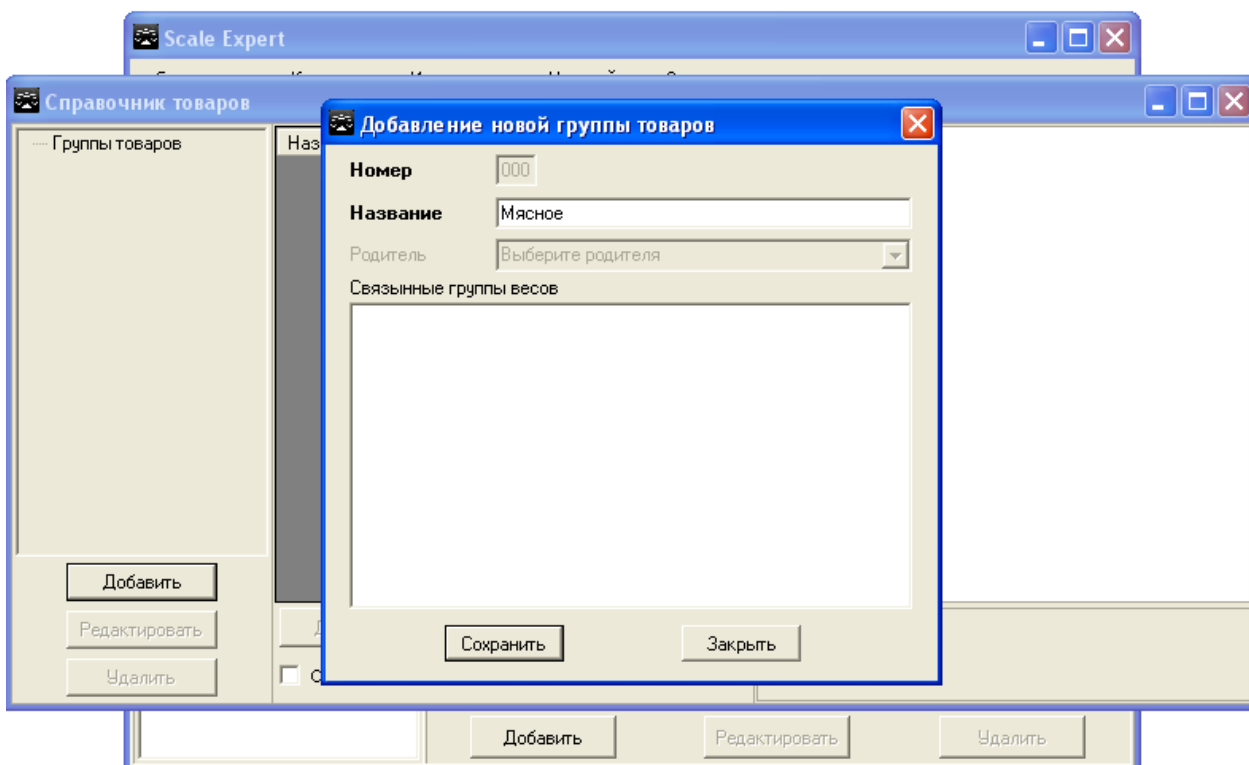 Scale Expert
Справочник товаров
Группы товаров
Наз
Добавление новой группы товаров
Номер 000
Название Мясное
Родитель Выберите родителя
Связынные группы весов
Добавить
Редактировать
Удалить
Сохранить Закрыть
Добавить Редактировать Удалить